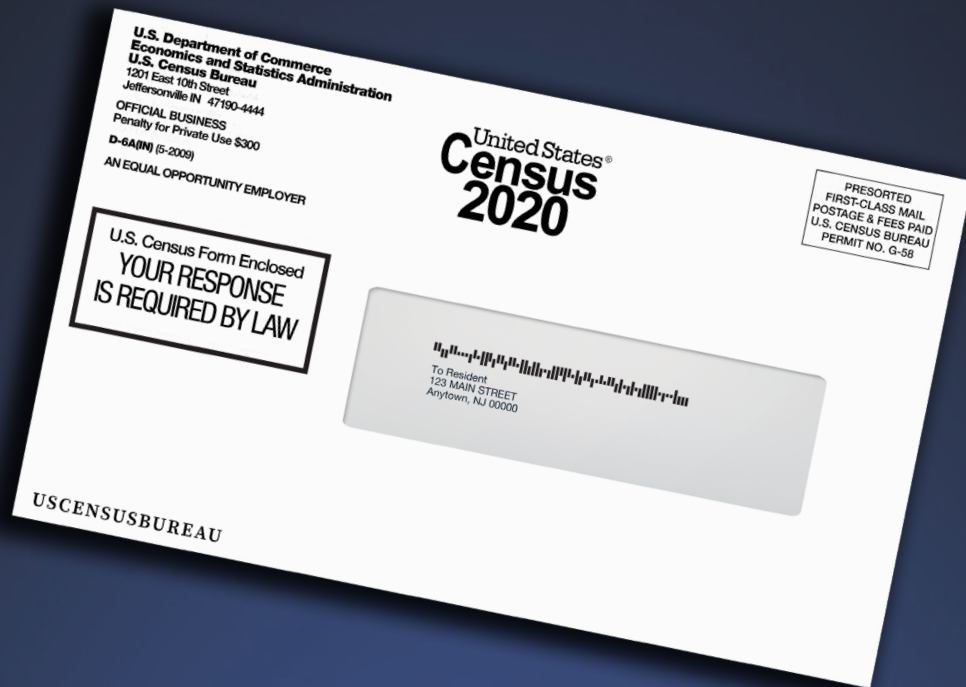 U.S. Department of Commerce
Economics and Statistics Administration
U.S. Census Bureau
1201 East 10th Street
Jeffersonville IN 47190-4444
OFFICIAL BUSINESS
Penalty for Private Use $300
D-6A(IN) (5-2009)
AN EQUAL OPPORTUNITY EMPLOYER
United States®
Census
2020
PRESORTED
FIRST-CLASS MAIL
POSTAGE & FEES PAID
U.S. CENSUS BUREAU
PERMIT NO. G-58
U.S. Census Form Enclosed
YOUR RESPONSE
IS REQUIRED BY LAW
To Resident
123 MAIN STREET
Anytown, NJ 00000
USCENSUSBUREAU